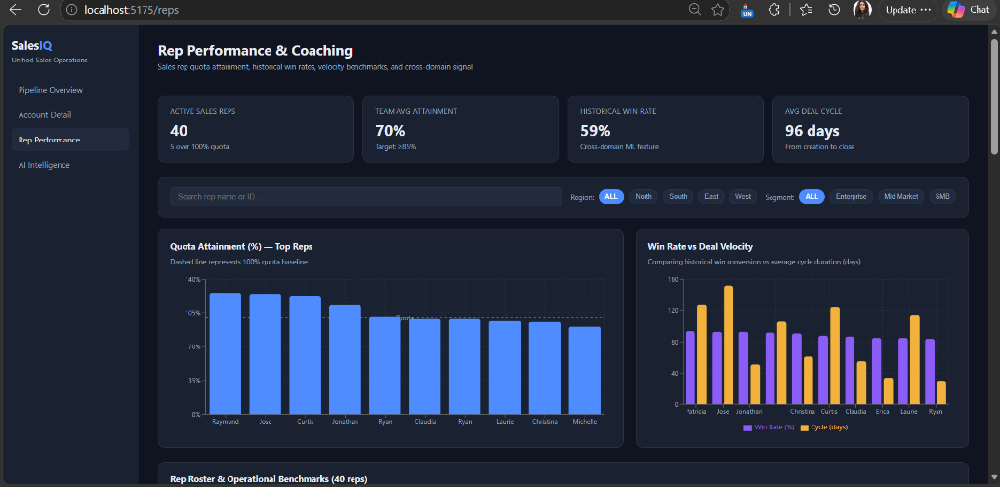 localhost:5175/reps
UN
Update
Chat
SalesIQ
Unified Sales Operations
Pipeline Overview
Account Detail
Rep Performance
AI Intelligence
Rep Performance & Coaching
Sales rep quota attainment, historical win rates, velocity benchmarks, and cross-domain signal
ACTIVE SALES REPS
40
5 over 100% quota
TEAM AVG ATTAINMENT
70%
Target: ≥85%
HISTORICAL WIN RATE
59%
Cross-domain ML feature
AVG DEAL CYCLE
96 days
From creation to close
Search rep name or ID...
Region: ALL North South East West Segment: ALL Enterprise Mid-Market SMB
Quota Attainment (%) — Top Reps
Dashed line represents 100% quota baseline
140%
105%
70%
35%
0%
Quota
Raymond Jose Curtis Jonathan Ryan Claudia Ryan Laurie Christina Michelle
Win Rate vs Deal Velocity
Comparing historical win conversion vs average cycle duration (days)
160
120
80
40
0
Patricia Jose Jonathan Christina Curtis Claudia Erica Laurie Ryan
Win Rate (%) Cycle (days)
Rep Roster & Operational Benchmarks (40 reps)